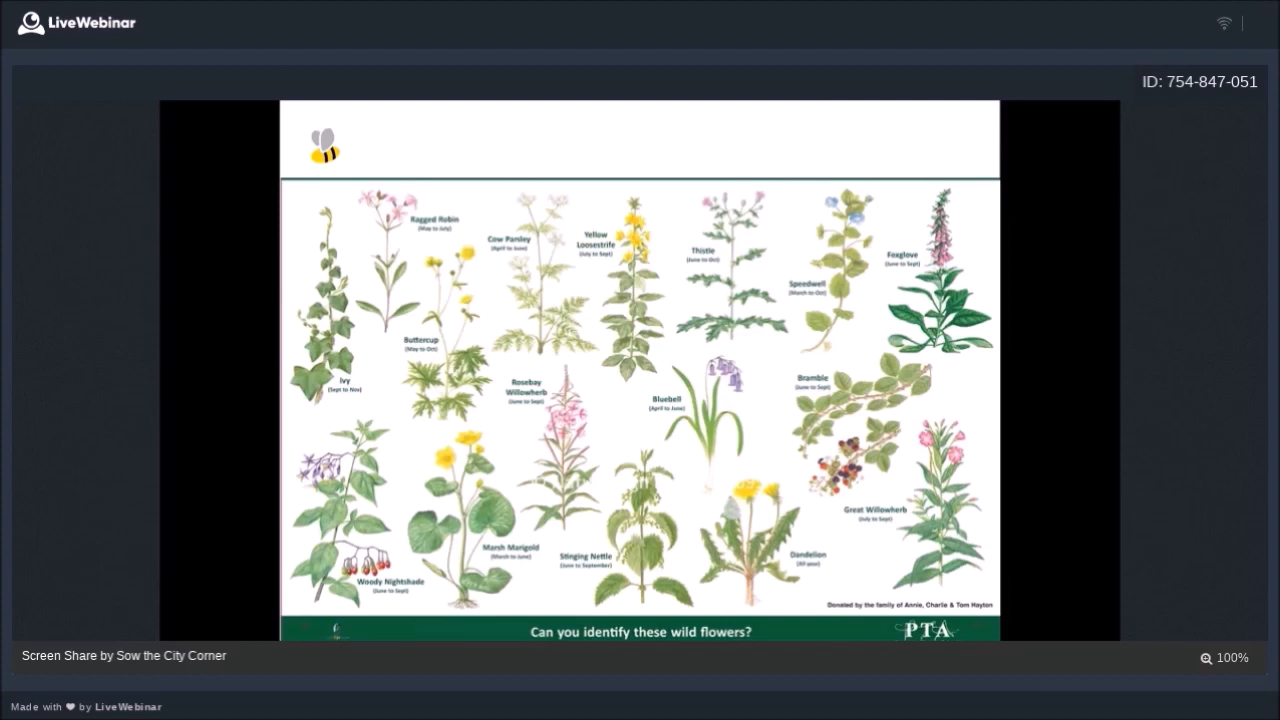 LiveWebinar
ID: 754-847-051
Ragged Robin
(May to July)
Cow Parsley
(April to June)
Yellow
Loosestrife
(July to Sept)
Thistle
(June to Oct)
Speedwell
(March to Oct)
Foxglove
(June to Sept)
Buttercup
(May to Oct)
Ivy
(Sept to Nov)
Rosebay
Willowherb
(June to Sept)
Bluebell
(April to June)
Bramble
(June to Sept)
Great Willowherb
(July to Sept)
Marsh Marigold
(March to June)
Stinging Nettle
(June to September)
Dandelion
(All year)
Woody Nightshade
(June to Sept)
Donated by the family of Annie, Charlie & Tom Hayton
Can you identify these wild flowers?
PTA
Screen Share by Sow the City Corner
100%
Made with ❤ by LiveWebinar